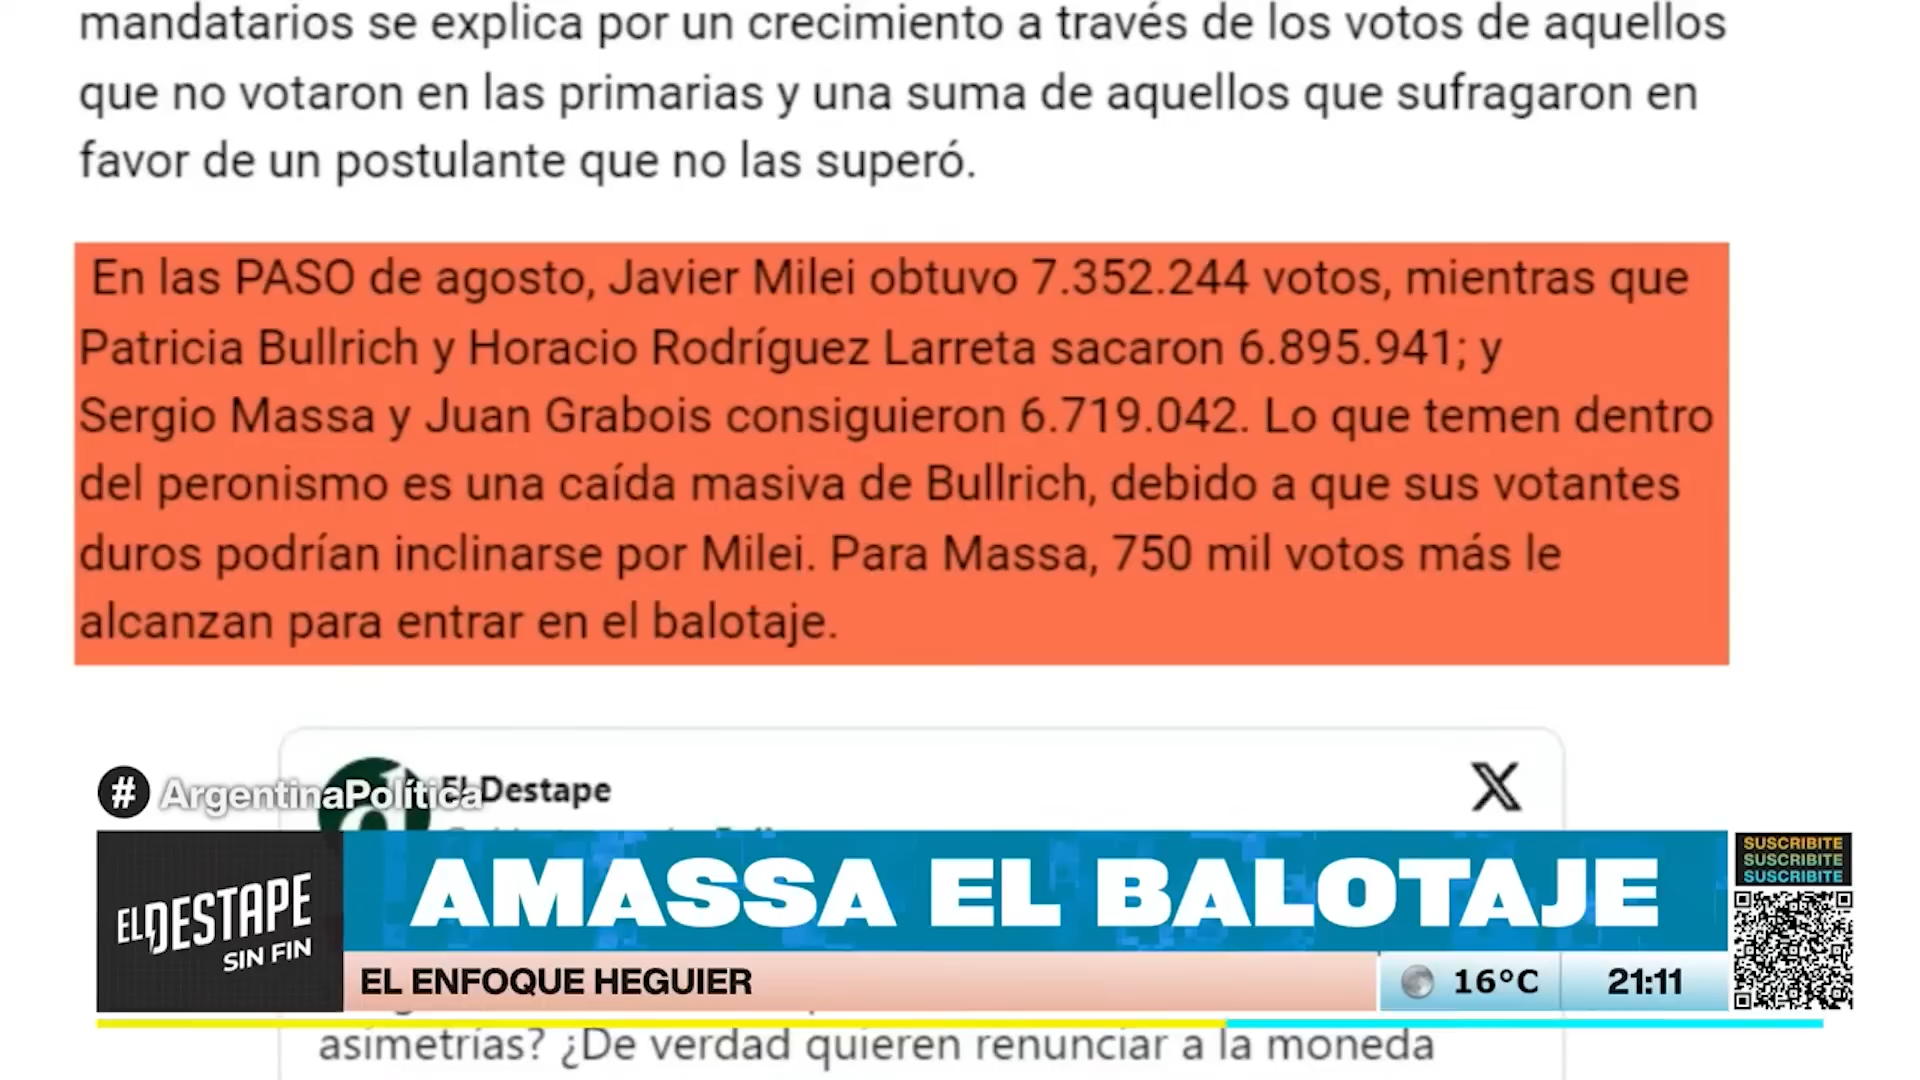 mandatarios se explica por un crecimiento a través de los votos de aquellos
que no votaron en las primarias y una suma de aquellos que sufragaron en
favor de un postulante que no las superó.
En las PASO de agosto, Javier Milei obtuvo 7.352.244 votos, mientras que
Patricia Bullrich y Horacio Rodríguez Larreta sacaron 6.895.941; y
Sergio Massa y Juan Grabois consiguieron 6.719.042. Lo que temen dentro
del peronismo es una caída masiva de Bullrich, debido a que sus votantes
duros podrían inclinarse por Milei. Para Massa, 750 mil votos más le
alcanzan para entrar en el balotaje.
El Destape
X
# ArgentinaPolítica
EL DESTAPE
SIN FIN
AMASSA EL BALOTAJE
SUSCRIBITE
SUSCRIBITE
SUSCRIBITE
EL ENFOQUE HEGUIER
16°C
21:11
asimetrías? ¿De verdad quieren renunciar a la moneda